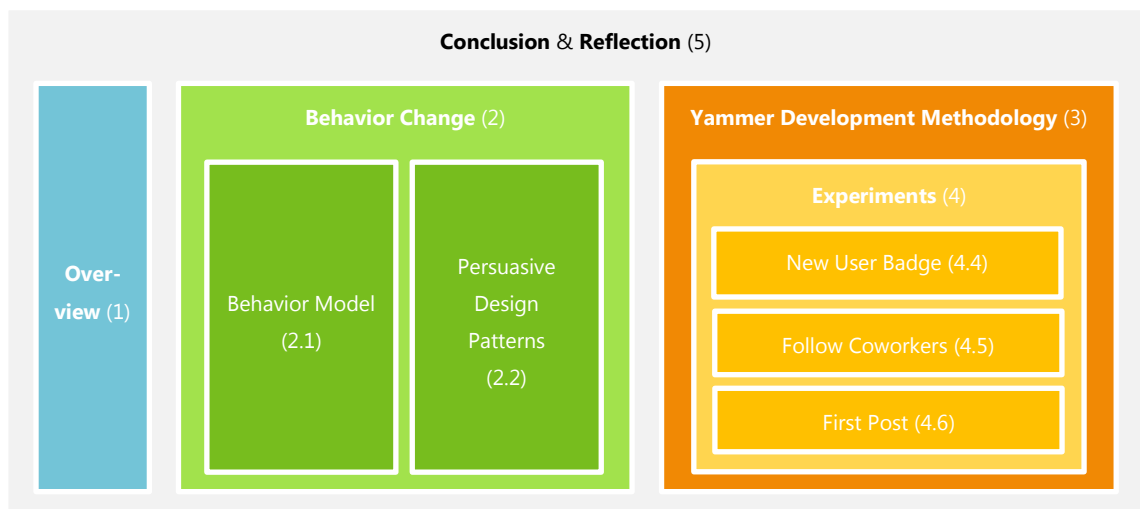 Conclusion & Reflection (5)
Over-
view (1)
Behavior Change (2)
Behavior Model
(2.1)
Persuasive
Design
Patterns
(2.2)
Yammer Development Methodology (3)
Experiments (4)
New User Badge (4.4)
Follow Coworkers (4.5)
First Post (4.6)